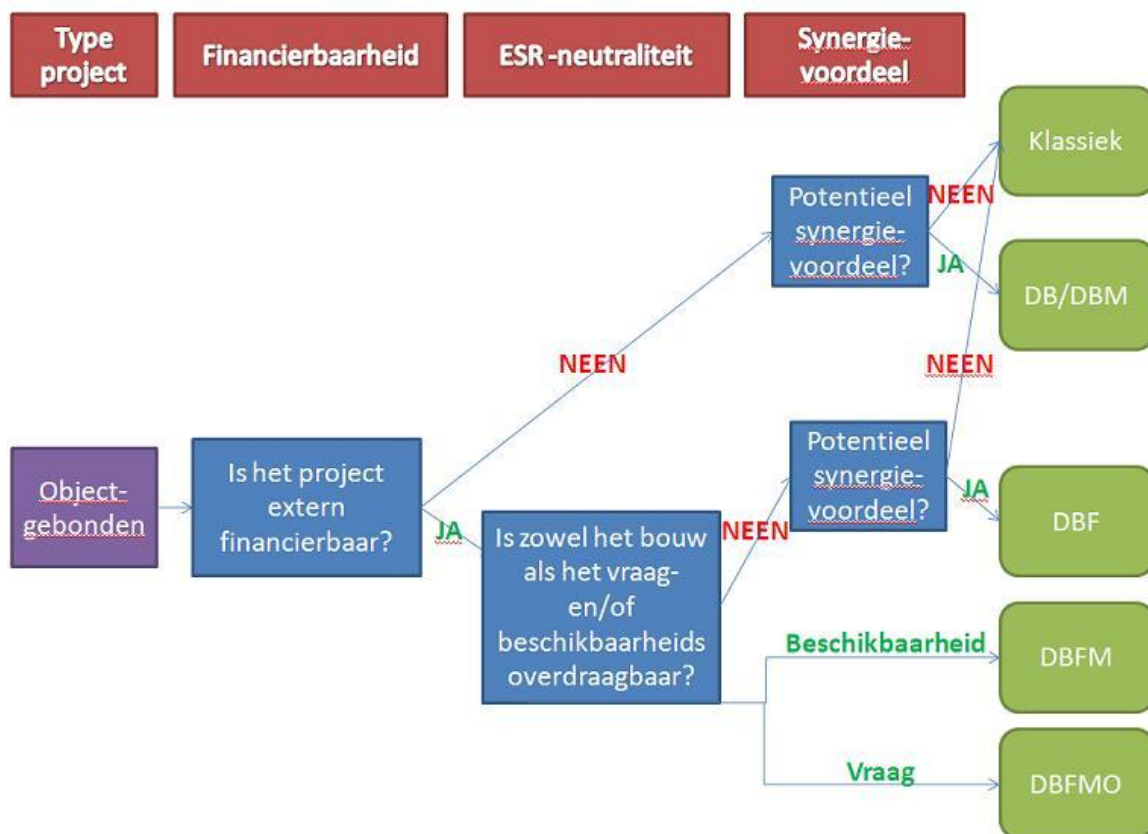 Type
project
Financierbaarheid
ESR-neutraliteit
Synergie-
voordeel
Klassiek
NEEN
Potentieel
synergie-
voordeel?
JA
DB/DBM
NEEN
NEEN
Object-
gebonden
Is het project
extern
financierbaar?
JA
Is zowel het bouw
als het vraag-
en/of
beschikbaarheids
overdraagbaar?
NEEN
Potentieel
synergie-
voordeel?
JA
DBF
Beschikbaarheid
DBFM
Vraag
DBFMO